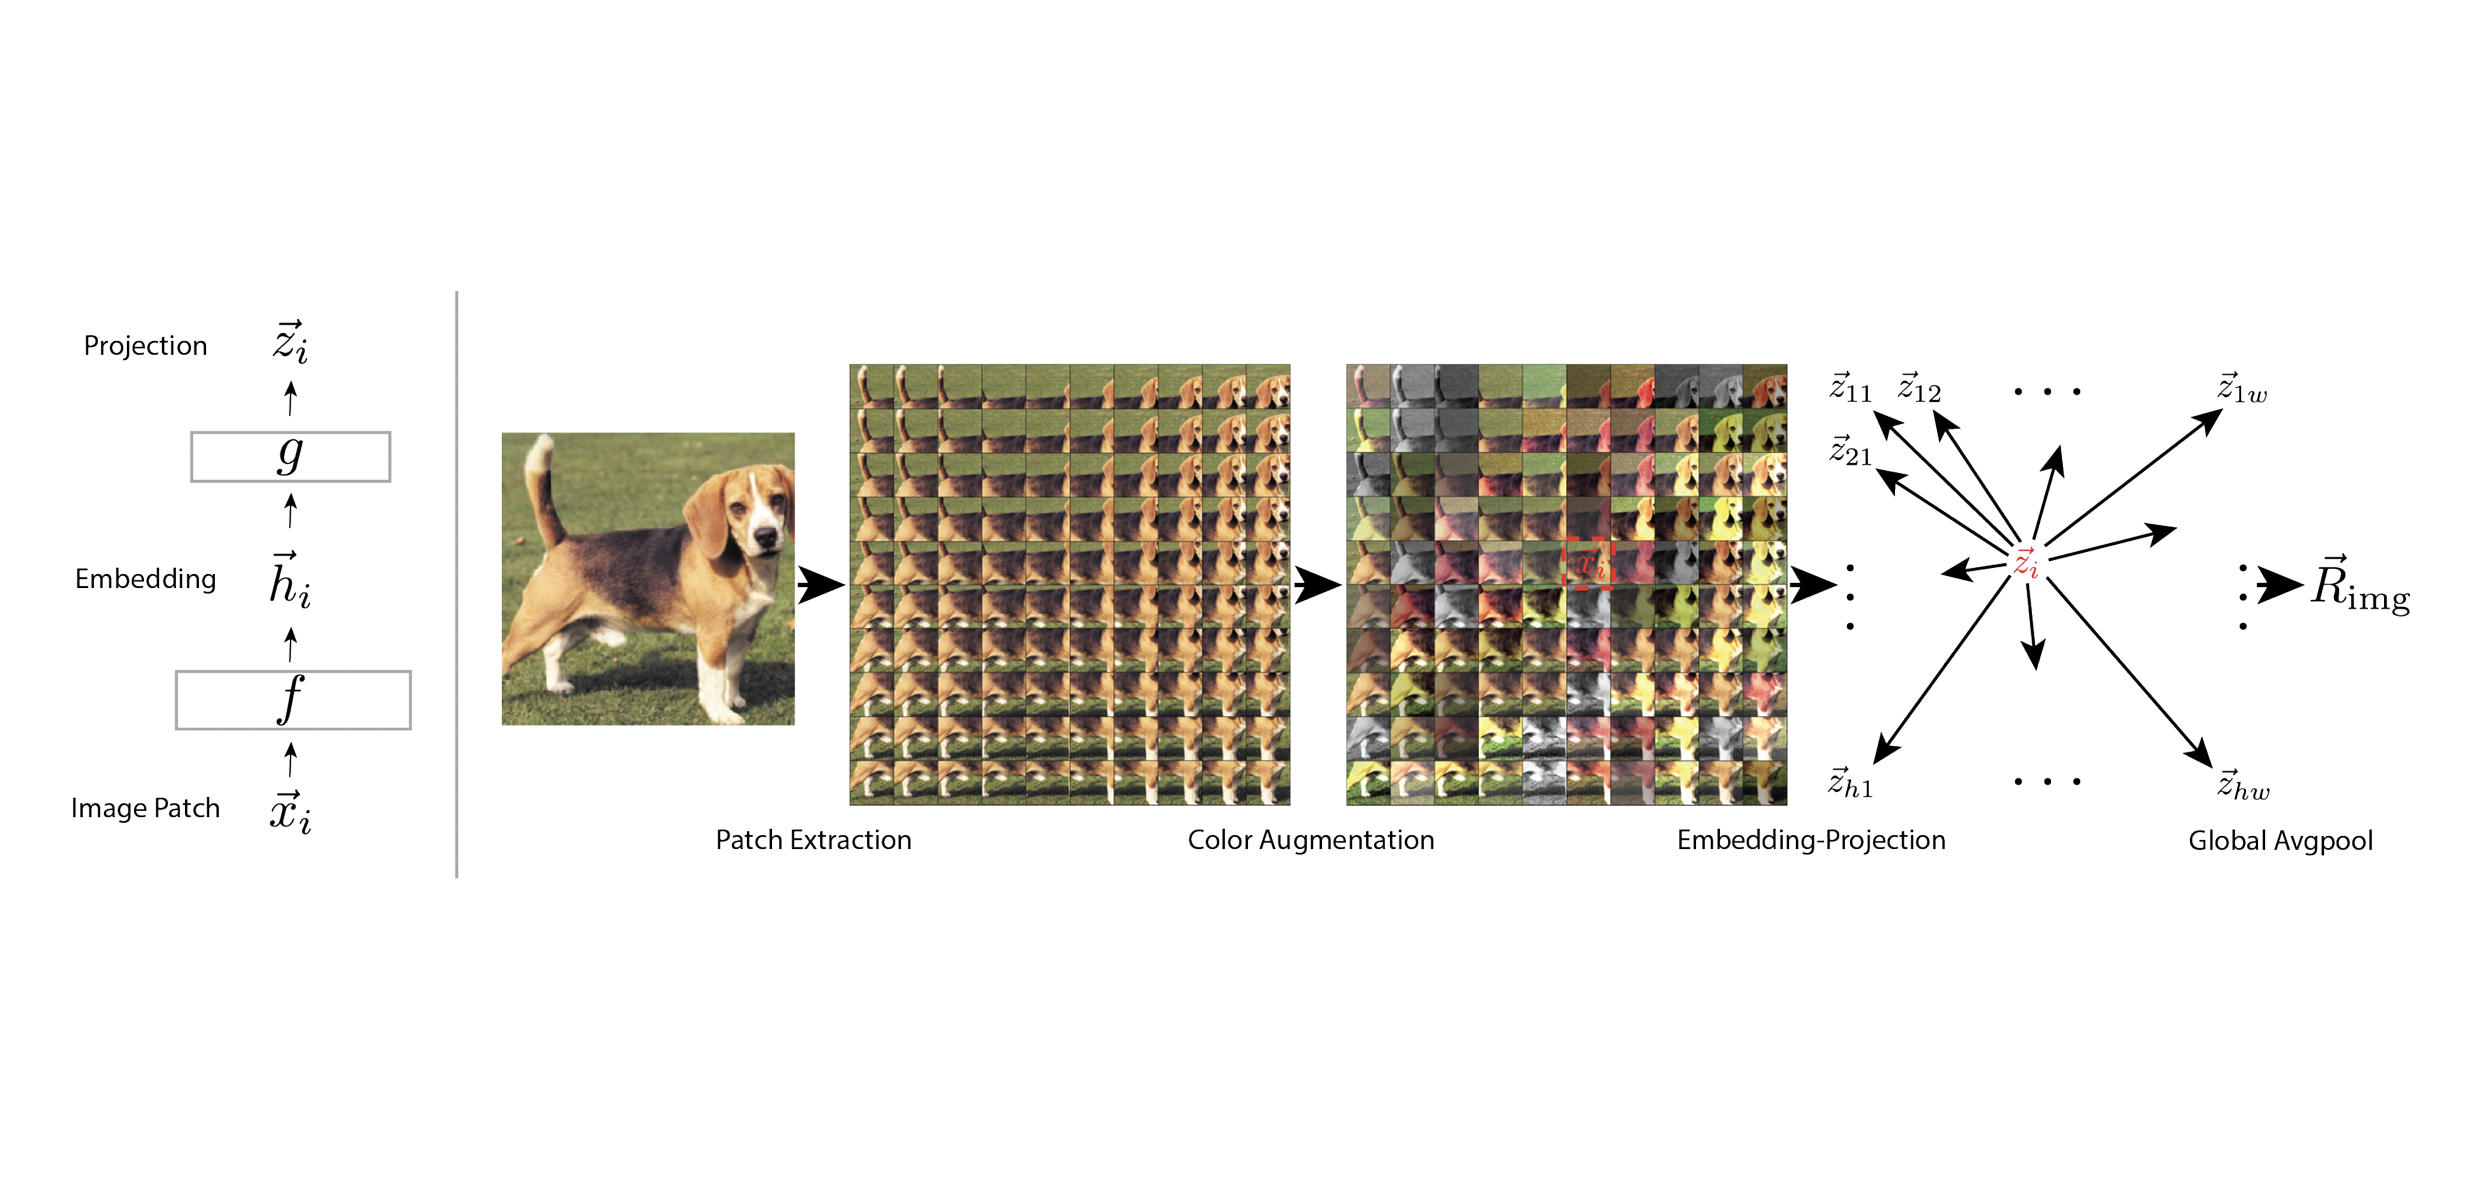 Projection z⃗ᵢ
g
Embedding h⃗ᵢ
f
Image Patch x⃗ᵢ
x⃗ᵢ
z⃗₁₁ z⃗₁₂ . . . z⃗₁w
z⃗₂₁
z⃗ᵢ
R⃗img
z⃗h₁ . . . z⃗hw
Patch Extraction
Color Augmentation
Embedding-Projection
Global Avgpool